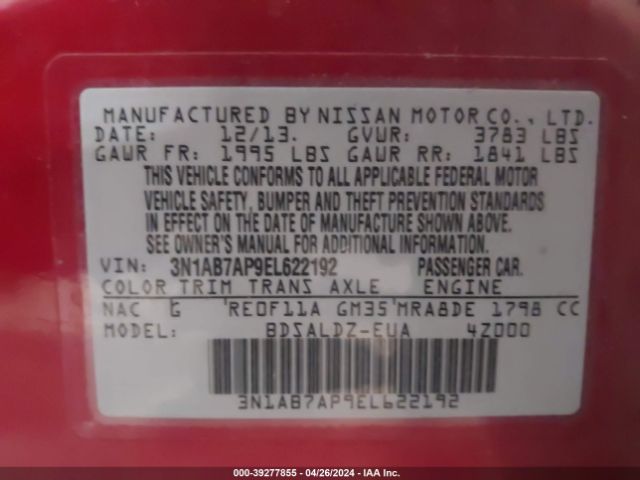 MANUFACTURED BY NISSAN MOTOR CO., LTD.
DATE: 12/13. GVWR: 3783 LBS
GAWR FR: 1995 LBS GAWR RR: 1841 LBS
THIS VEHICLE CONFORMS TO ALL APPLICABLE FEDERAL MOTOR
VEHICLE SAFETY, BUMPER AND THEFT PREVENTION STANDARDS
IN EFFECT ON THE DATE OF MANUFACTURE SHOWN ABOVE.
SEE OWNER'S MANUAL FOR ADDITIONAL INFORMATION.
VIN: 3N1AB7AP9EL622192 PASSENGER CAR.
COLOR TRIM TRANS AXLE ENGINE
NAC G 'RE0F11A GM35'MRA8DE 1798 CC
MODEL: BDSALDZ-EUA 4Z000
3N1AB7AP9EL622192
000-39277855 | 04/26/2024 | IAA Inc.